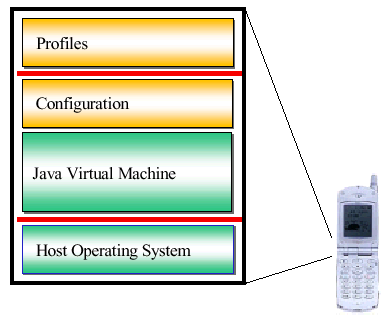 Profiles
Configuration
Java Virtual Machine
Host Operating System